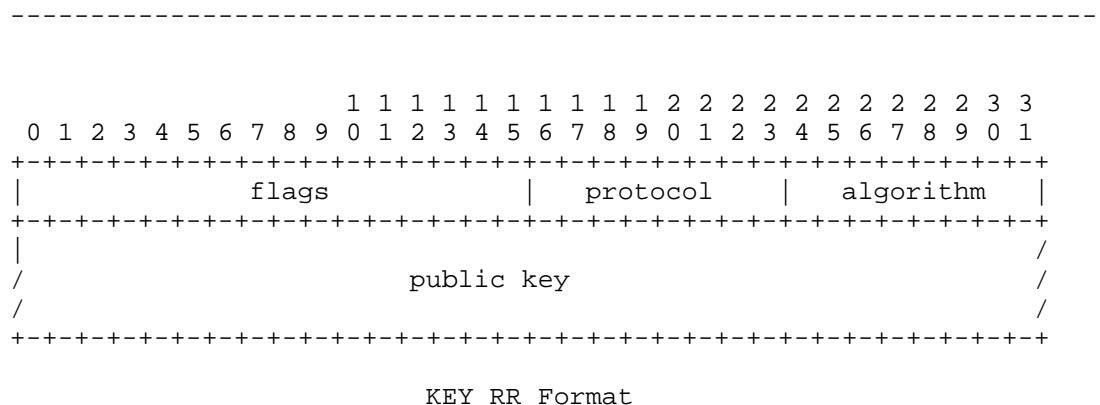 ---------------------------------------------------------------------
                     1 1 1 1 1 1 1 1 1 1 2 2 2 2 2 2 2 2 2 2 3 3
 0 1 2 3 4 5 6 7 8 9 0 1 2 3 4 5 6 7 8 9 0 1 2 3 4 5 6 7 8 9 0 1
+-+-+-+-+-+-+-+-+-+-+-+-+-+-+-+-+-+-+-+-+-+-+-+-+-+-+-+-+-+-+-+-+
|              flags            |   protocol    |   algorithm   |
+-+-+-+-+-+-+-+-+-+-+-+-+-+-+-+-+-+-+-+-+-+-+-+-+-+-+-+-+-+-+-+-+
|                                                               /
/                        public key                             /
/                                                               /
+-+-+-+-+-+-+-+-+-+-+-+-+-+-+-+-+-+-+-+-+-+-+-+-+-+-+-+-+-+-+-+-+
                          KEY RR Format